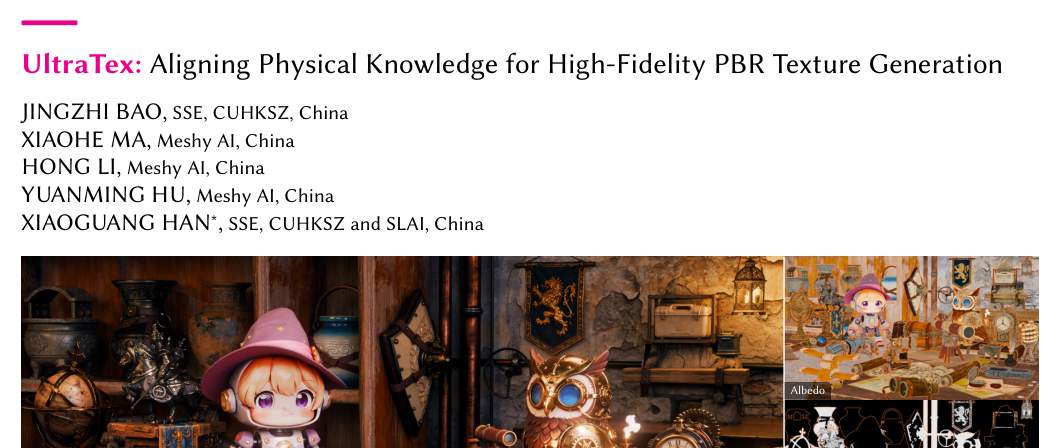 UltraTex: Aligning Physical Knowledge for High-Fidelity PBR Texture Generation
JINGZHI BAO, SSE, CUHKSZ, China
XIAOHE MA, Meshy AI, China
HONG LI, Meshy AI, China
YUANMING HU, Meshy AI, China
XIAOGUANG HAN*, SSE, CUHKSZ and SLAI, China
Albedo